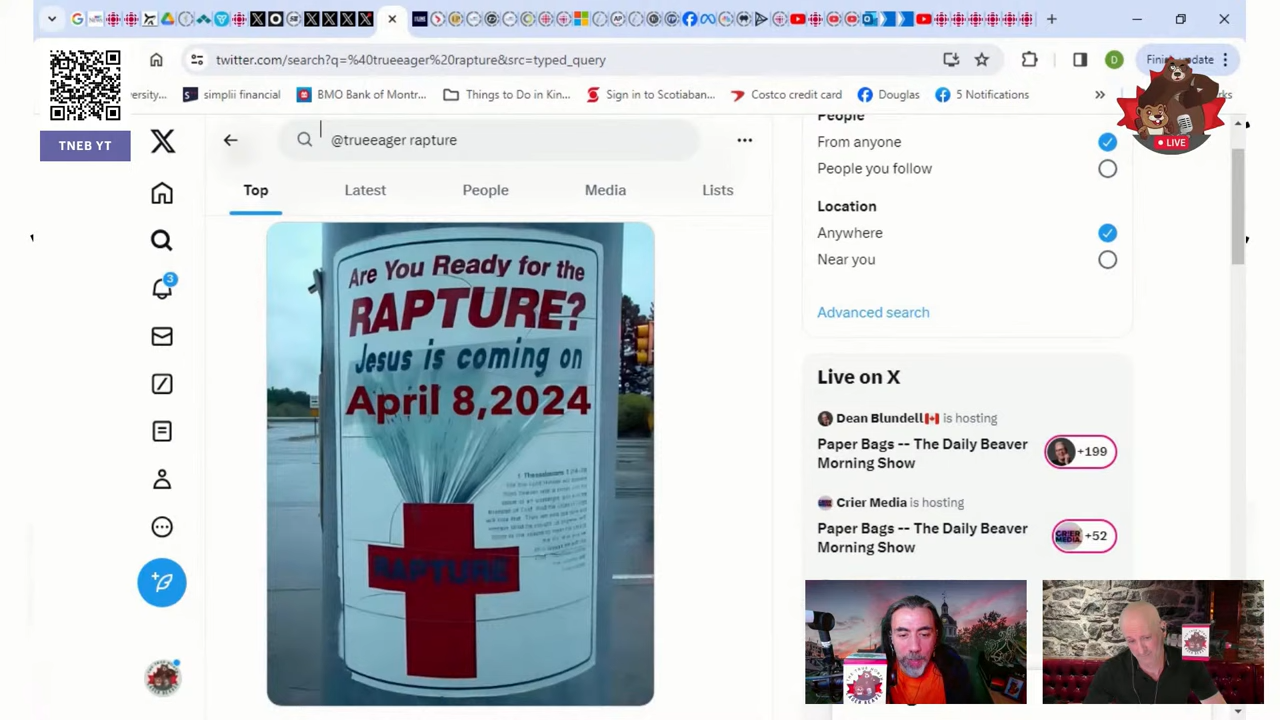 twitter.com/search?q=%40trueeager%20rapture&src=typed_query
D
ersity...
simplii financial
BMO Bank of Montr...
Things to Do in Kin...
Sign in to Scotiaban...
Costco credit card
Douglas
5 Notifications
»
TNEB YT
LIVE
@trueeager rapture
Top
Latest
People
Media
Lists
3
Are You Ready for the
RAPTURE?
Jesus is coming on
April 8,2024
RAPTURE
People
From anyone
People you follow
Location
Anywhere
Near you
Advanced search
Live on X
Dean Blundell is hosting
Paper Bags -- The Daily Beaver
Morning Show
+199
Crier Media is hosting
Paper Bags -- The Daily Beaver
Morning Show
+52